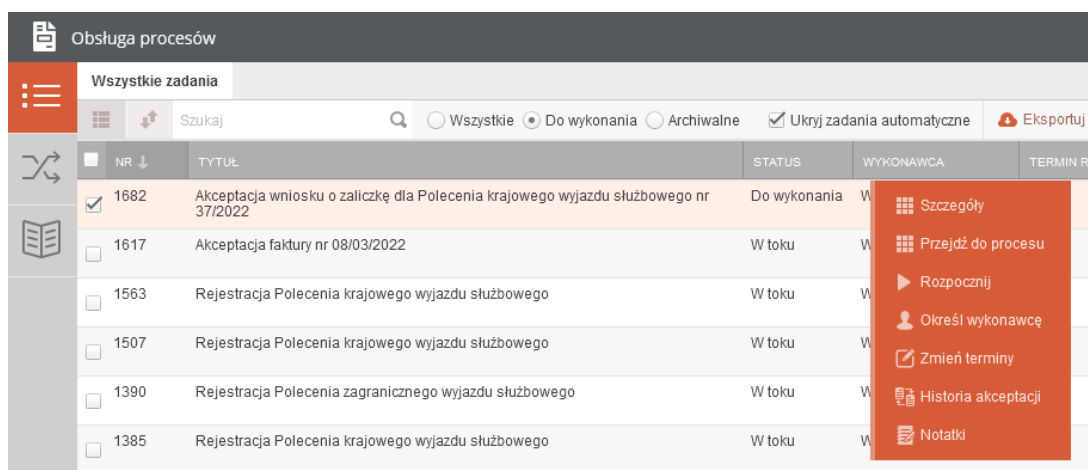 Obsługa procesów
Wszystkie zadania
Szukaj Wszystkie Do wykonania Archiwalne Ukryj zadania automatyczne Eksportuj
NR TYTUŁ STATUS WYKONAWCA TERMIN R
1682 Akceptacja wniosku o zaliczkę dla Polecenia krajowego wyjazdu służbowego nr Do wykonania W
37/2022
Szczegóły
1617 Akceptacja faktury nr 08/03/2022 W toku W
Przejdź do procesu
Rozpocznij
1563 Rejestracja Polecenia krajowego wyjazdu służbowego W toku W
Określ wykonawcę
1507 Rejestracja Polecenia krajowego wyjazdu służbowego W toku W
Zmień terminy
1390 Rejestracja Polecenia zagranicznego wyjazdu służbowego W toku W
Historia akceptacji
1385 Rejestracja Polecenia krajowego wyjazdu służbowego W toku W
Notatki